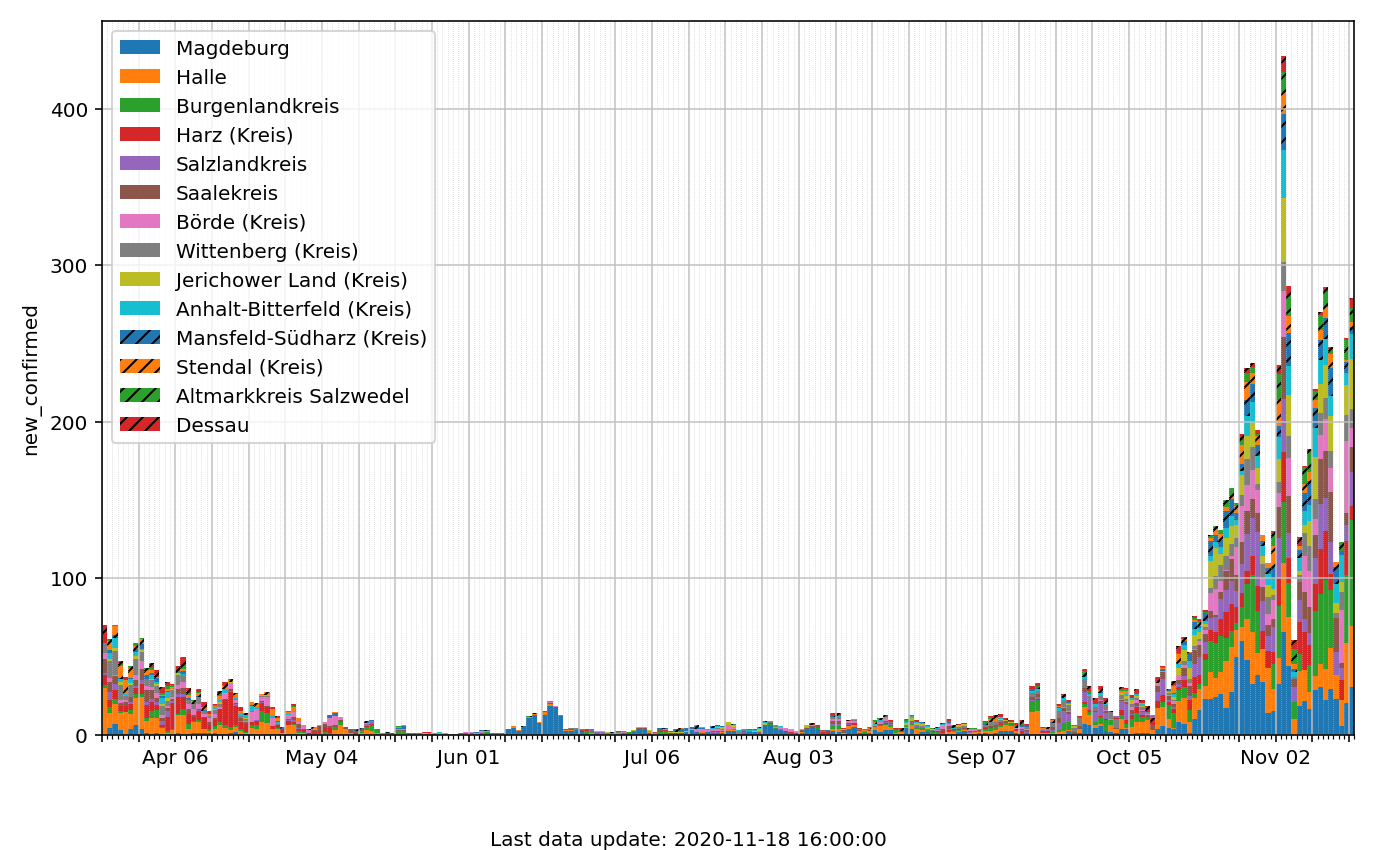 Magdeburg
Halle
Burgenlandkreis
Harz (Kreis)
Salzlandkreis
Saalekreis
Börde (Kreis)
Wittenberg (Kreis)
Jerichower Land (Kreis)
Anhalt-Bitterfeld (Kreis)
Mansfeld-Südharz (Kreis)
Stendal (Kreis)
Altmarkkreis Salzwedel
Dessau
new_confirmed
400
300
200
100
0
Apr 06 May 04 Jun 01 Jul 06 Aug 03 Sep 07 Oct 05 Nov 02
Last data update: 2020-11-18 16:00:00